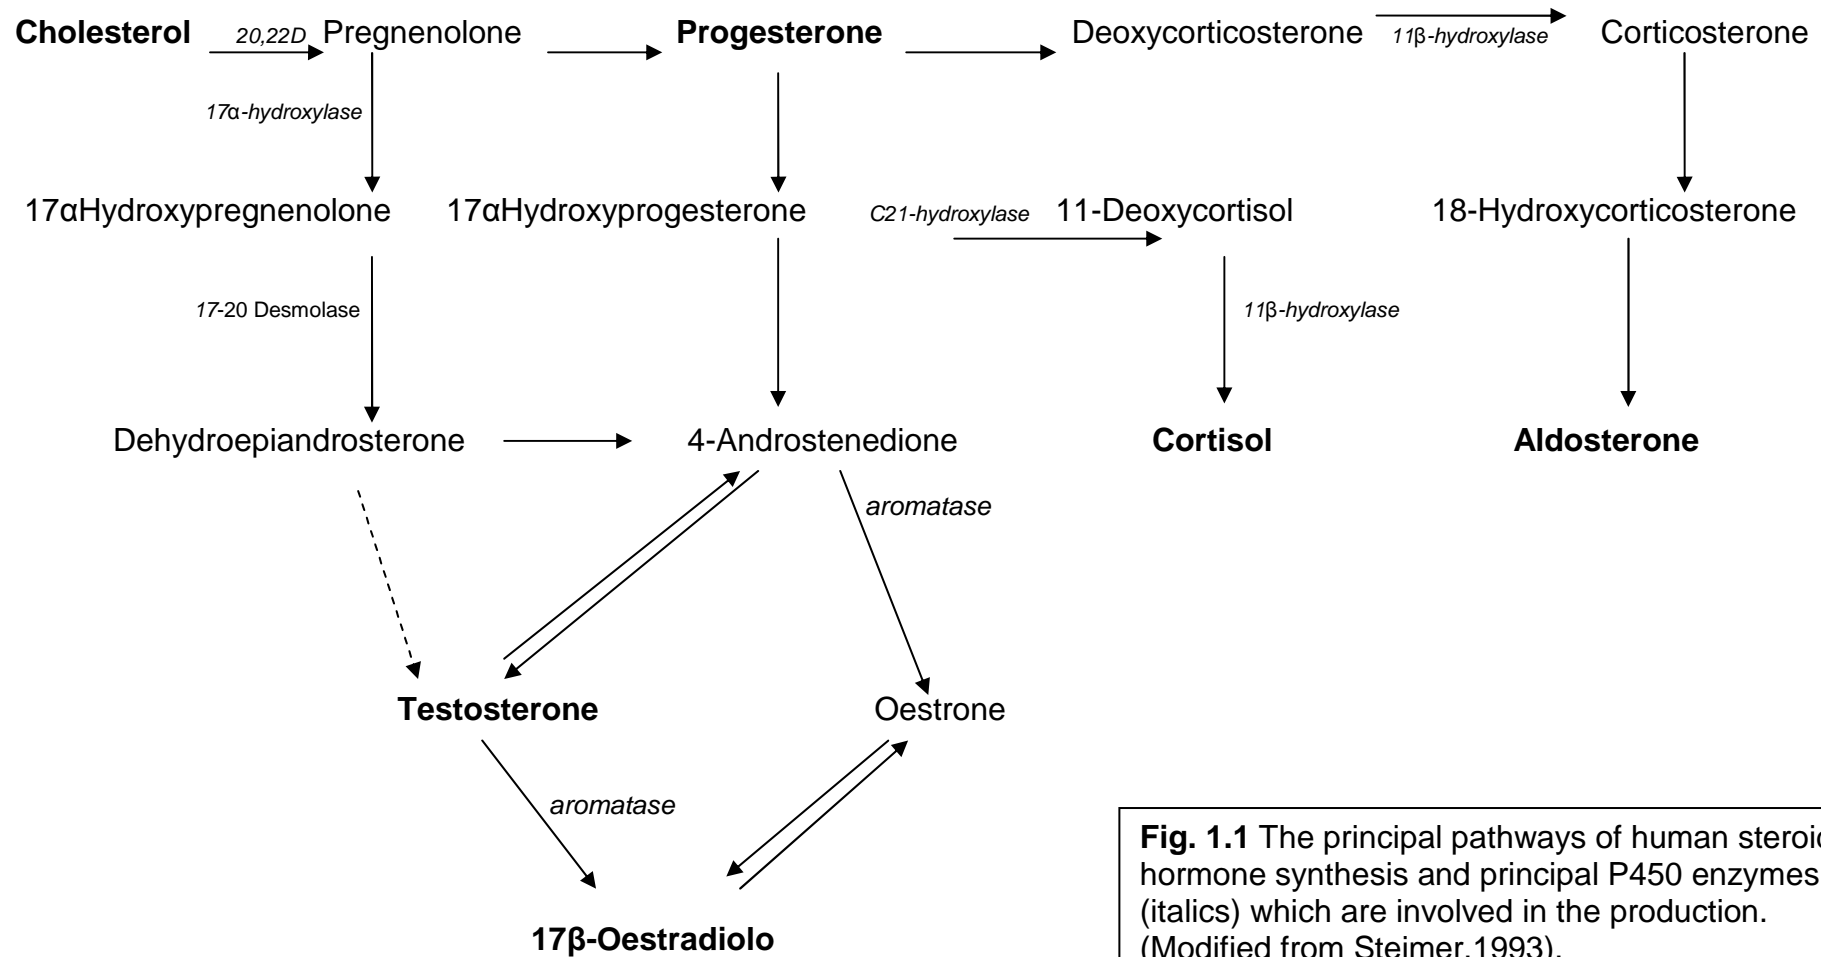 Cholesterol 20,22D Pregnenolone Progesterone Deoxycorticosterone 11β-hydroxylase Corticosterone
17α-hydroxylase
17αHydroxypregnenolone 17αHydroxyprogesterone C21-hydroxylase 11-Deoxycortisol 18-Hydroxycorticosterone
17-20 Desmolase 11β-hydroxylase
Dehydroepiandrosterone 4-Androstenedione Cortisol Aldosterone
aromatase
Testosterone Oestrone
aromatase
17β-Oestradiolo
Fig. 1.1 The principal pathways of human steroid
hormone synthesis and principal P450 enzymes
(italics) which are involved in the production.
(Modified from Steimer,1993).